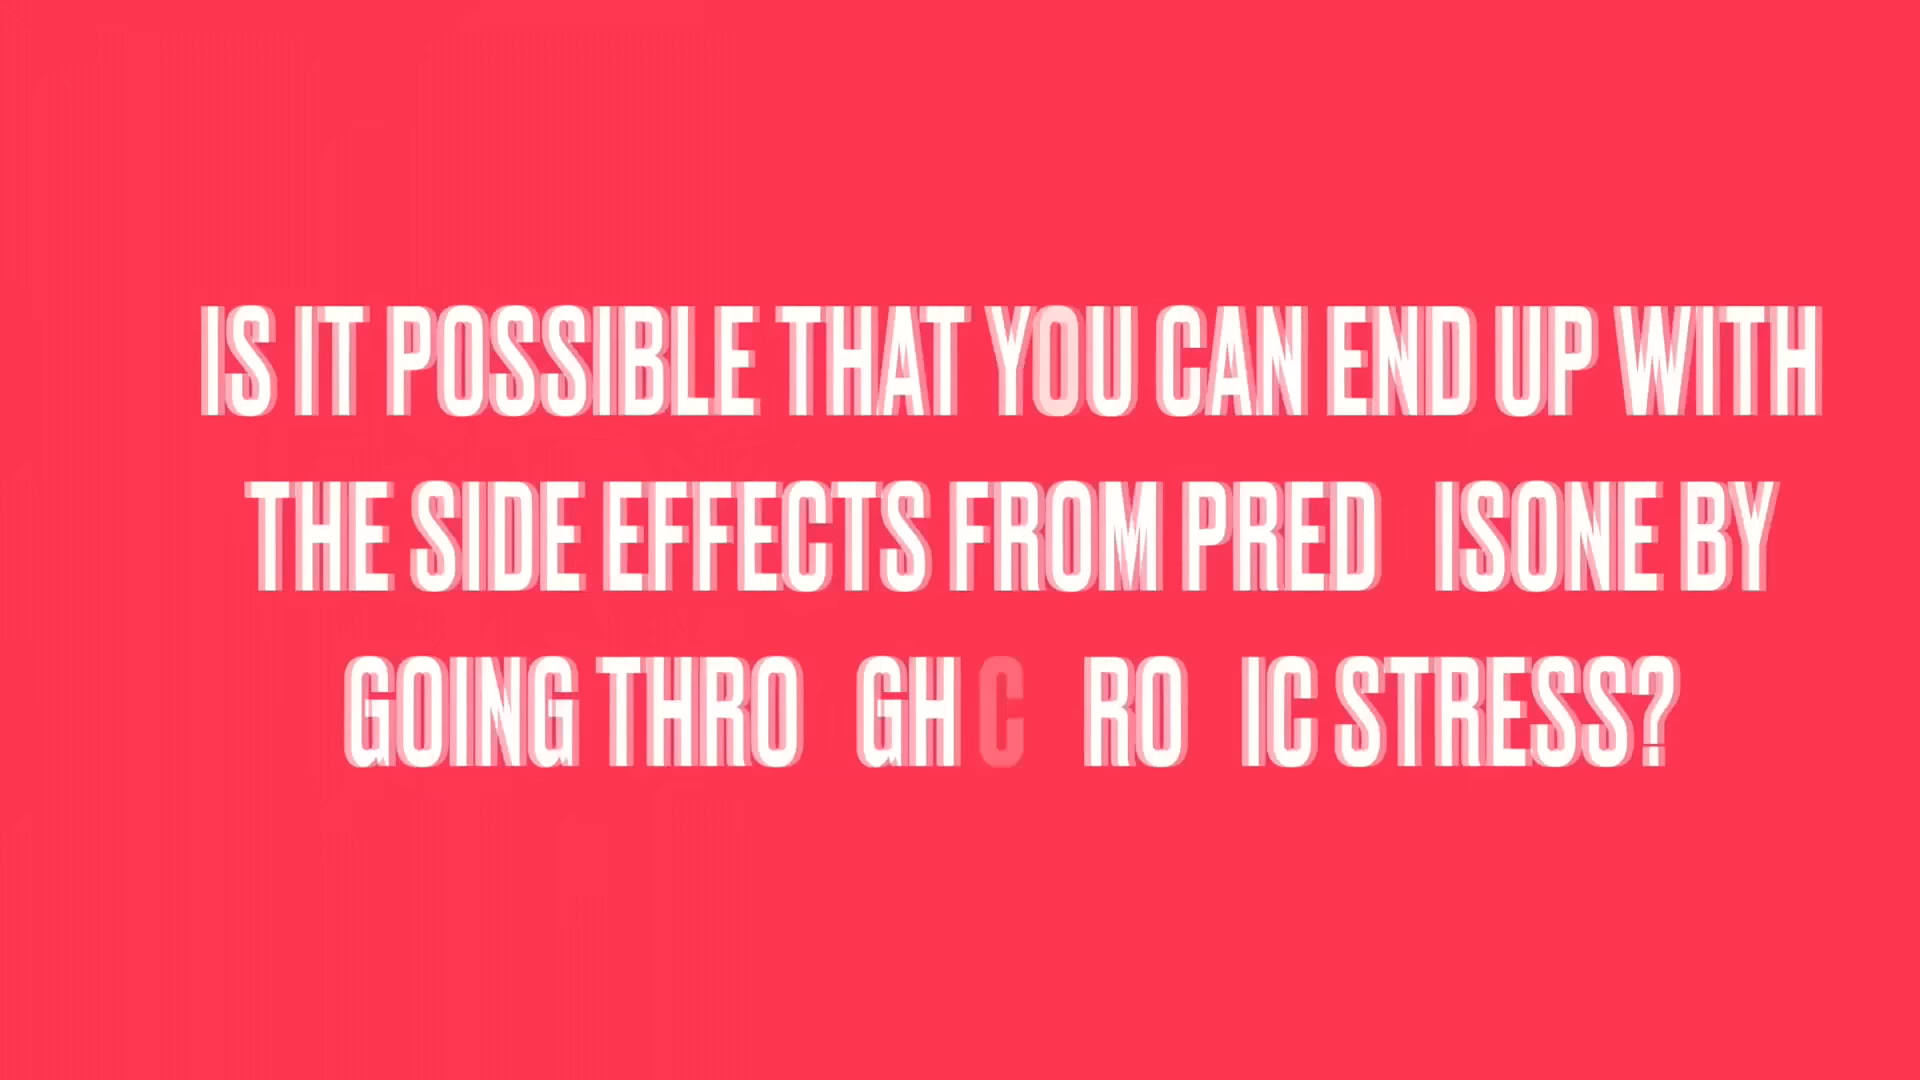 IS IT POSSIBLE THAT YOU CAN END UP WITH
THE SIDE EFFECTS FROM PRED ISONE BY
GOING THRO GH C RO IC STRESS?